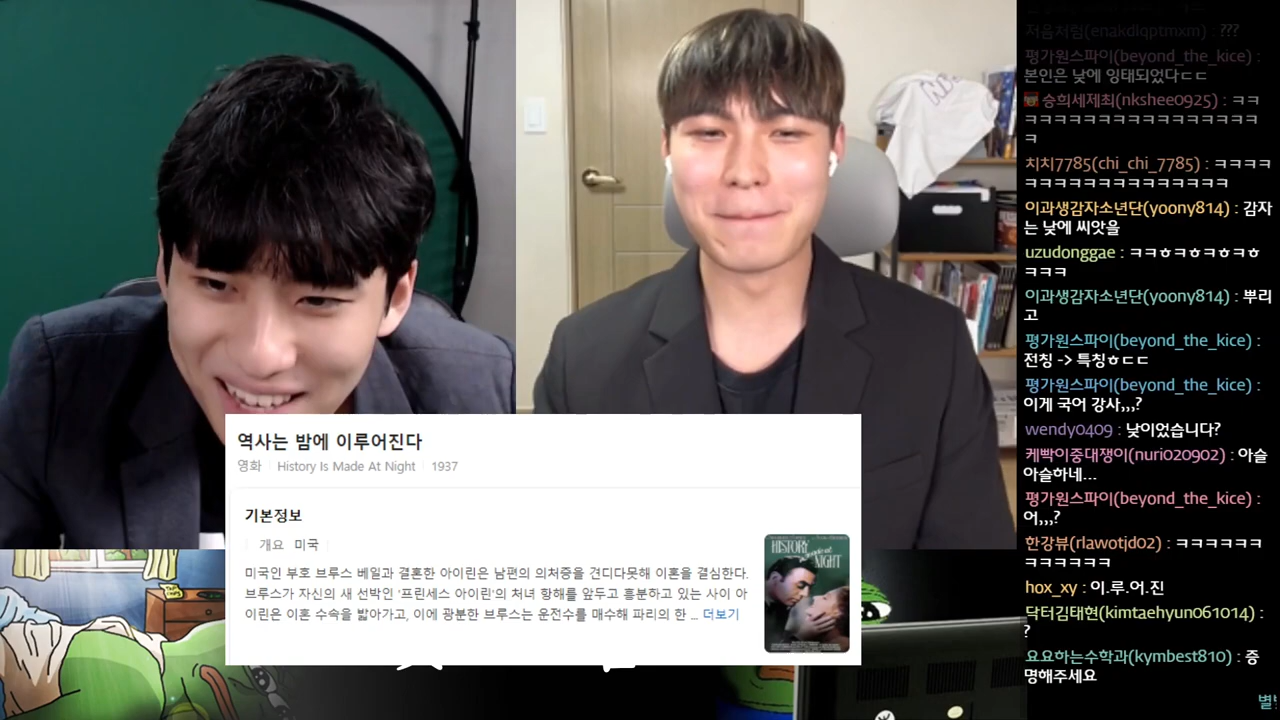 역사는 밤에 이루어진다
영화 History Is Made At Night 1937
기본정보
개요 미국
미국인 부호 브루스 베일과 결혼한 아이린은 남편의 의처증을 견디다못해 이혼을 결심한다.
브루스가 자신의 새 선박인 '프린세스 아이린'의 처녀 항해를 앞두고 흥분하고 있는 사이 아
이린은 이혼 수속을 밟아가고, 이에 광분한 브루스는 운전수를 매수해 파리의 한 ... 더보기
HISTORY
made at
NIGHT
저음처럼(enakdlqptmxm) : ???
평가원스파이(beyond_the_kice) :
본인은 낮에 잉태되었다ㄷㄷ
승희세제최(nkshee0925) : ㅋㅋ
ㅋㅋㅋㅋㅋㅋㅋㅋㅋㅋㅋㅋㅋㅋㅋㅋ
ㅋ
치치7785(chi_chi_7785) : ㅋㅋㅋㅋ
ㅋㅋㅋㅋㅋㅋㅋㅋㅋㅋㅋㅋㅋㅋ
이과생감자소년단(yoony814) : 감자
는 낮에 씨앗을
uzudonggae : ㅋㅋㅎㅋㅎㅋㅎㅋㅎ
ㅋㅋㅋ
이과생감자소년단(yoony814) : 뿌리
고
평가원스파이(beyond_the_kice) :
전칭 -> 특칭ㅎㄷㄷ
평가원스파이(beyond_the_kice) :
이게 국어 강사,,,?
wendy0409 : 낮이었습니다?
케빡이중대쟁이(nuri020902) : 아슬
아슬하네...
평가원스파이(beyond_the_kice) :
어,,,?
한강뷰(rlawotjd02) : ㅋㅋㅋㅋㅋㅋ
ㅋㅋㅋㅋㅋㅋ
hox_xy : 이.루.어.진
닥터김태현(kimtaehyun061014) :
?
요요하는수학과(kymbest810) : 증
명해주세요